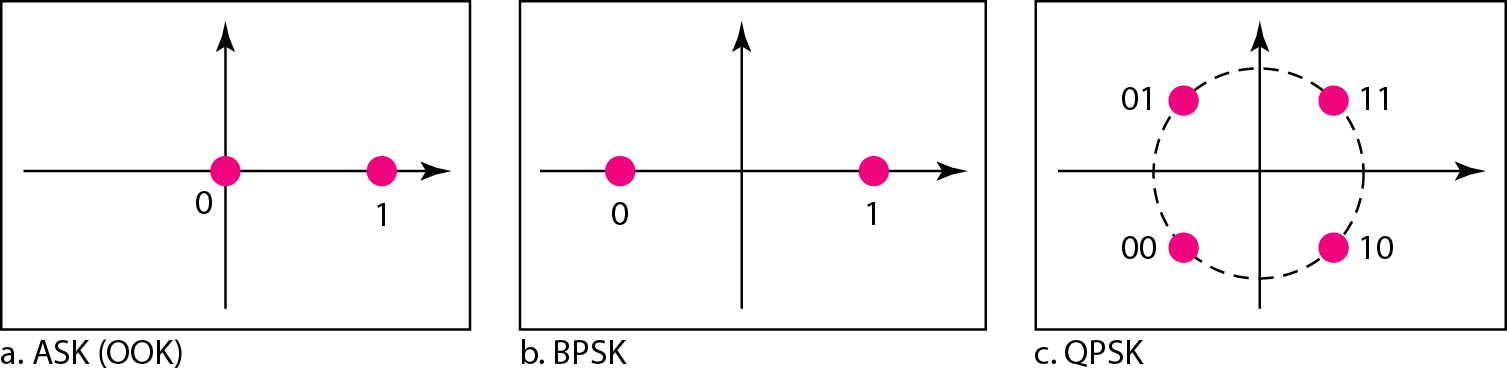 01 11
0 1 0 1
00 10
a. ASK (OOK) b. BPSK c. QPSK